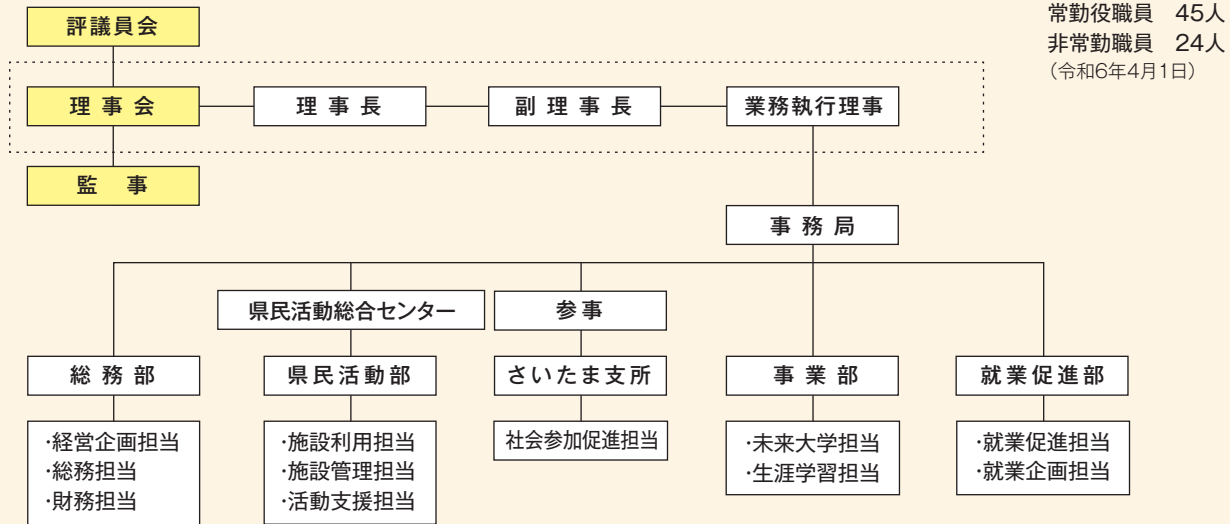 評議員会
常勤役職員　45人
非常勤職員　24人
（令和6年4月1日）
理事会
理事長
副理事長
業務執行理事
監　事
事務局
県民活動総合センター
参事
総務部
県民活動部
さいたま支所
事業部
就業促進部
・経営企画担当
・総務担当
・財務担当
・施設利用担当
・施設管理担当
・活動支援担当
社会参加促進担当
・未来大学担当
・生涯学習担当
・就業促進担当
・就業企画担当